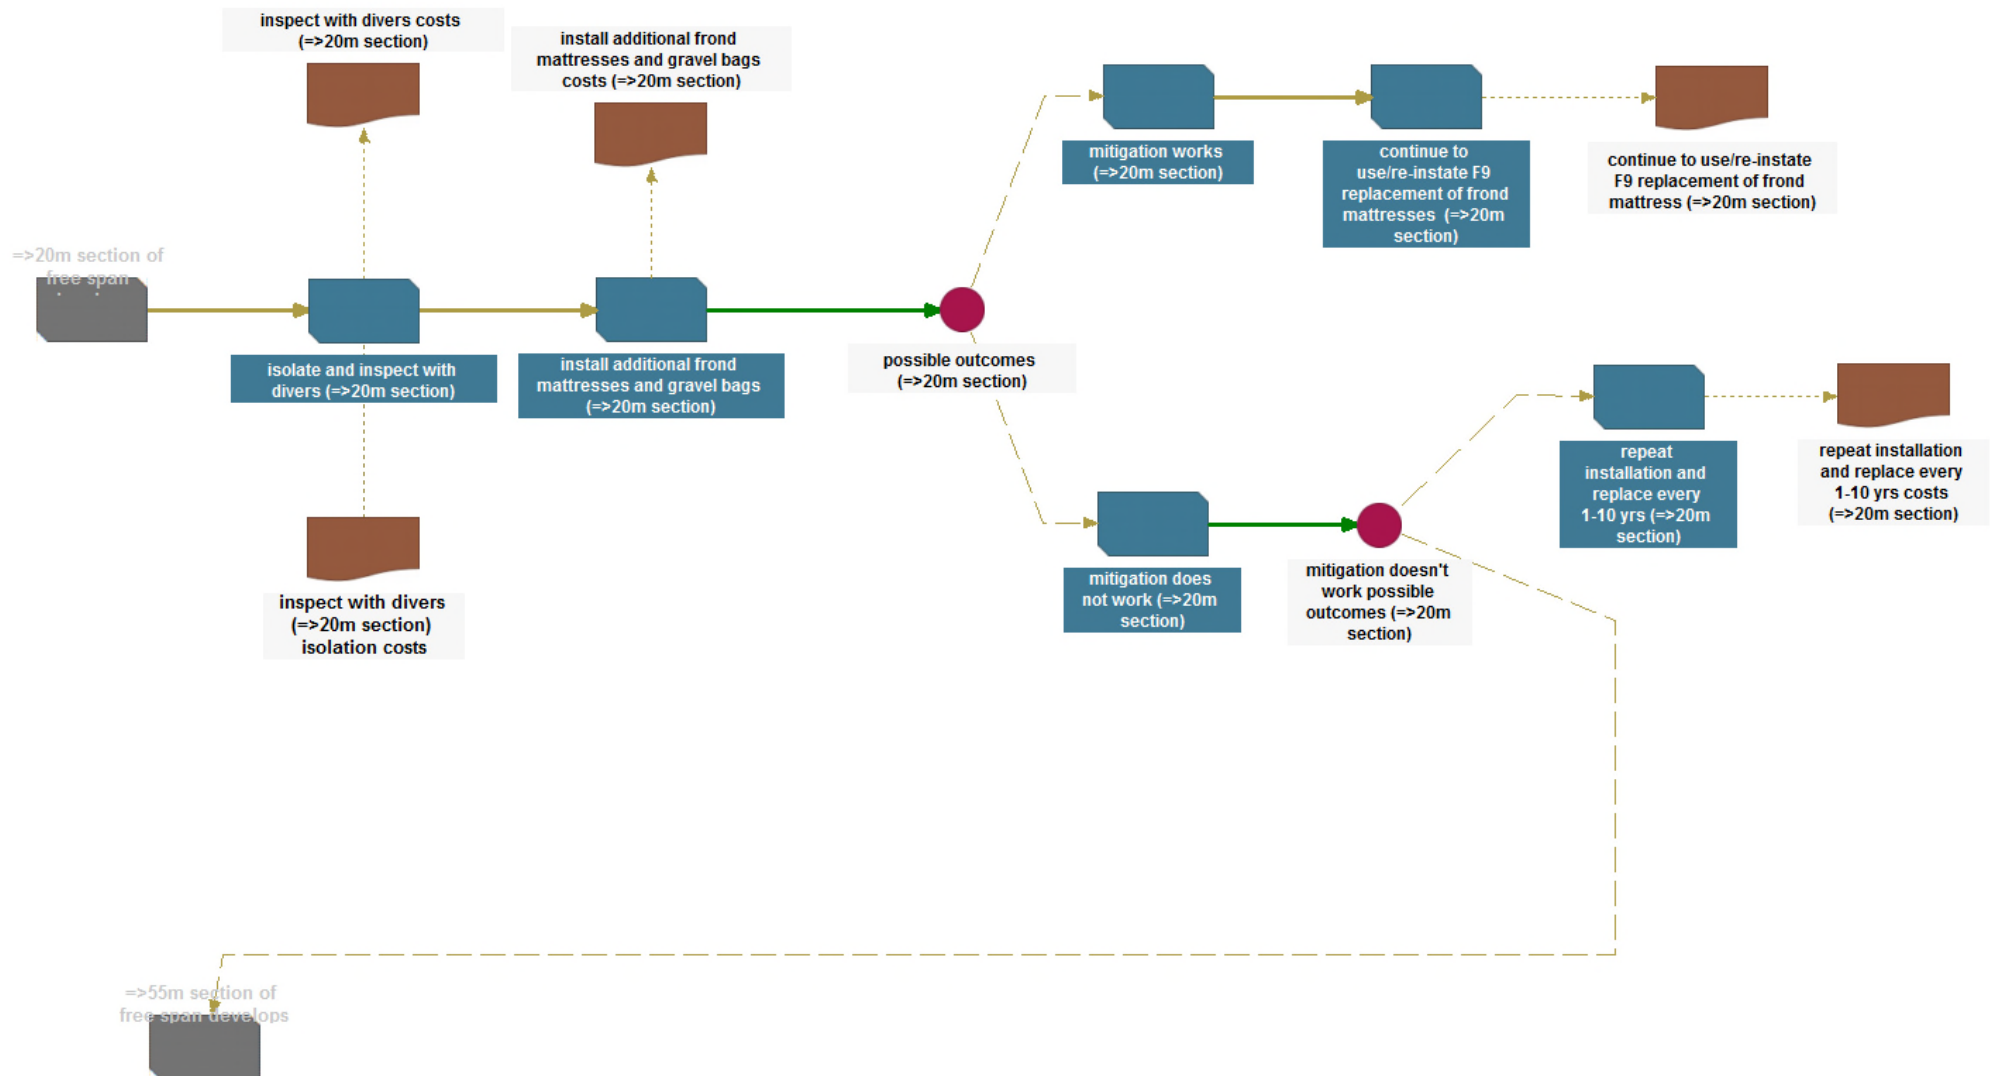 inspect with divers costs
(=>20m section)
install additional frond
mattresses and gravel bags
costs (=>20m section)
mitigation works
(=>20m section)
continue to
use/re-instate F9
replacement of frond
mattresses  (=>20m
section)
continue to use/re-instate
F9 replacement of frond
mattress (=>20m section)
=>20m section of
free span
isolate and inspect with
divers (=>20m section)
install additional frond
mattresses and gravel bags
(=>20m section)
possible outcomes
(=>20m section)
repeat
installation and
replace every
1-10 yrs (=>20m
section)
repeat installation
and replace every
1-10 yrs costs
(=>20m section)
inspect with divers
(=>20m section)
isolation costs
mitigation does
not work (=>20m
section)
mitigation doesn't
work possible
outcomes (=>20m
section)
=>55m section of
free span develops